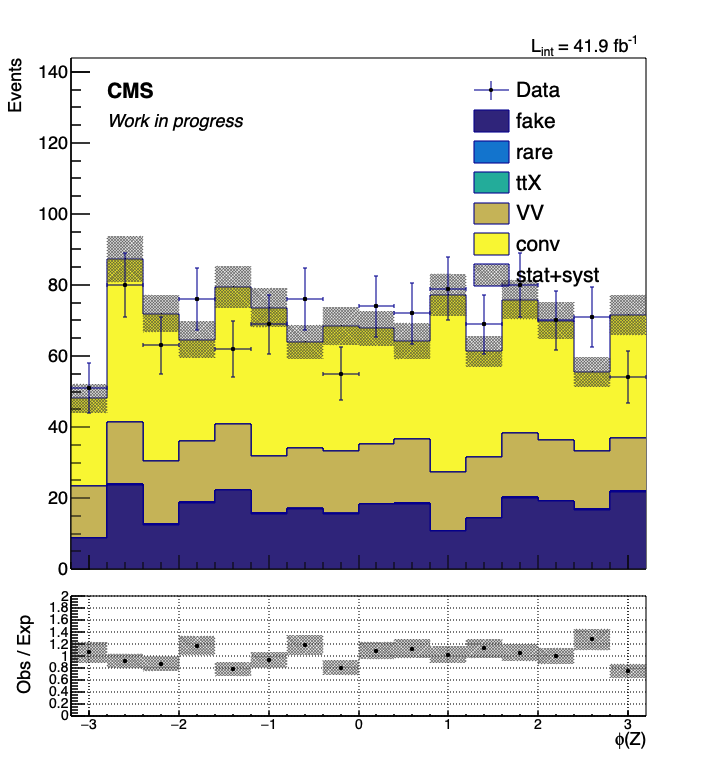 L_int = 41.9 fb⁻¹
Events
140
120
100
80
60
40
20
0
CMS
Work in progress
Data
fake
rare
ttX
VV
conv
stat+syst
Obs / Exp
2
1.8
1.6
1.4
1.2
1
0.8
0.6
0.4
0.2
0
−3
−2
−1
0
1
2
3
ϕ(Z)